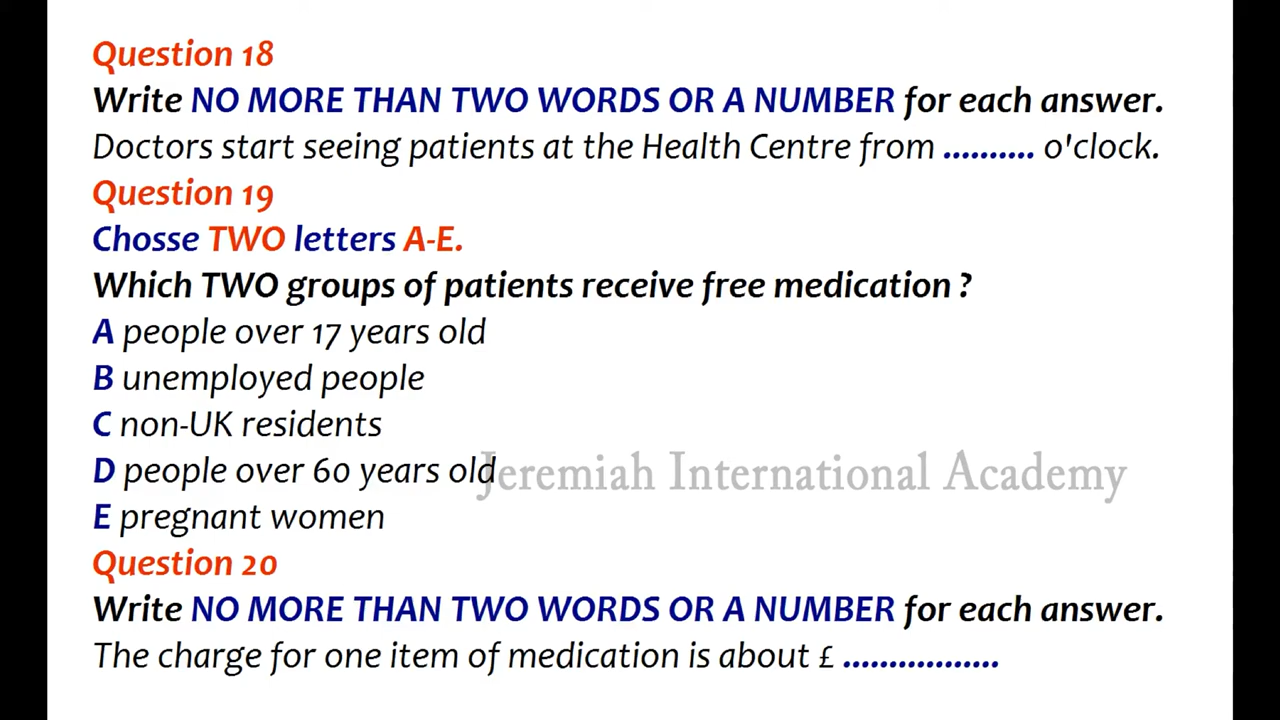 Question 18
Write NO MORE THAN TWO WORDS OR A NUMBER for each answer.
Doctors start seeing patients at the Health Centre from .......... o'clock.
Question 19
Chosse TWO letters A-E.
Which TWO groups of patients receive free medication ?
A people over 17 years old
B unemployed people
C non-UK residents
D people over 60 years old
Jeremiah International Academy
E pregnant women
Question 20
Write NO MORE THAN TWO WORDS OR A NUMBER for each answer.
The charge for one item of medication is about £ .................